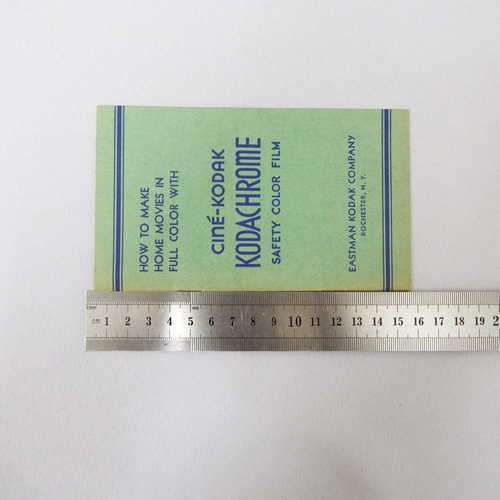 HOW TO MAKE
HOME MOVIES IN
FULL COLOR WITH
CINÉ-KODAK
KODACHROME
SAFETY COLOR FILM
EASTMAN KODAK COMPANY
ROCHESTER, N. Y.
cm 1 2 3 4 5 6 7 8 9 10 11 12 13 14 15 16 17 18 19